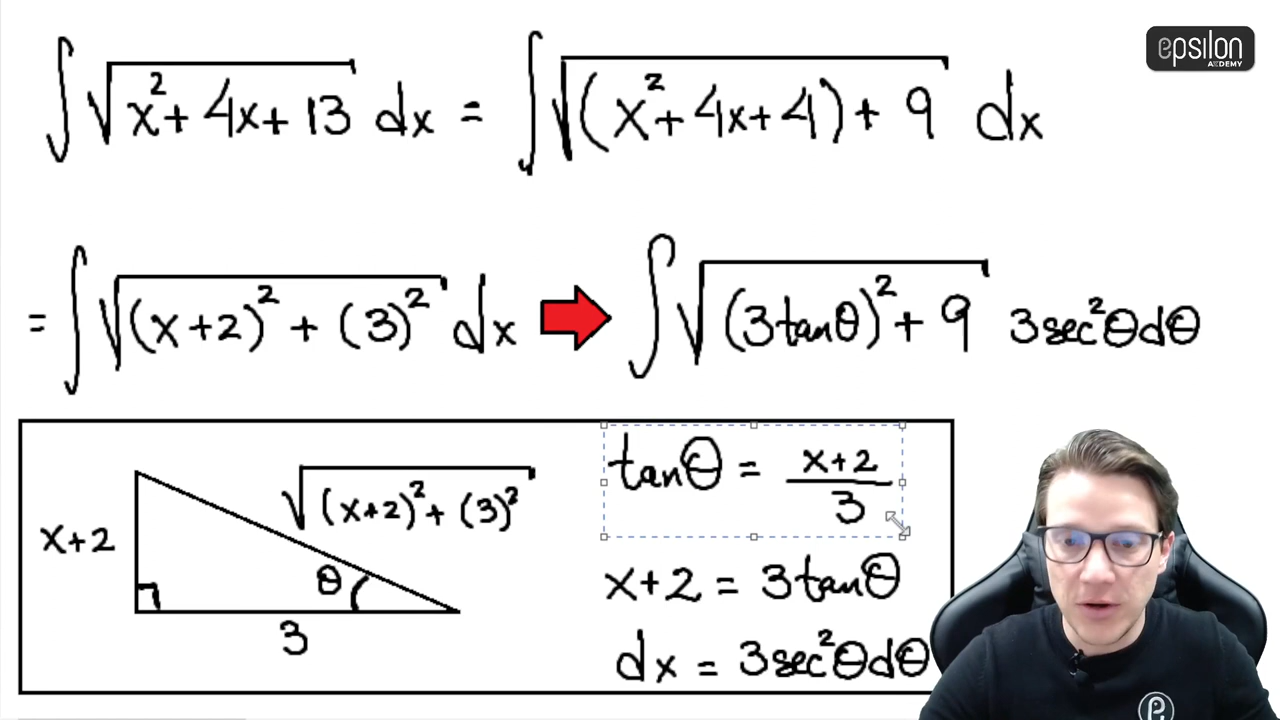 epsilon
AXDEMY
∫ √(x² + 4x + 13) dx = ∫ √((x² + 4x + 4) + 9) dx
= ∫ √((x+2)² + (3)²) dx ∫ √((3tanθ)² + 9) 3sec²θdθ
√((x+2)² + (3)²)
x+2
θ
3
tanθ = (x+2)/3
x+2 = 3tanθ
dx = 3sec²θdθ